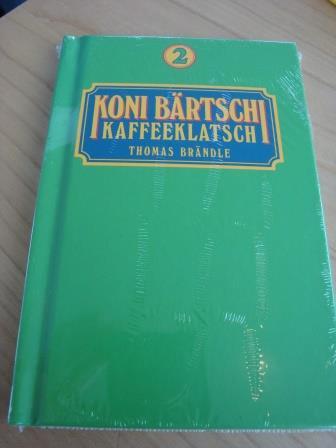 2
KONI BÄRTSCHI
KAFFEEKLATSCH
THOMAS BRÄNDLE